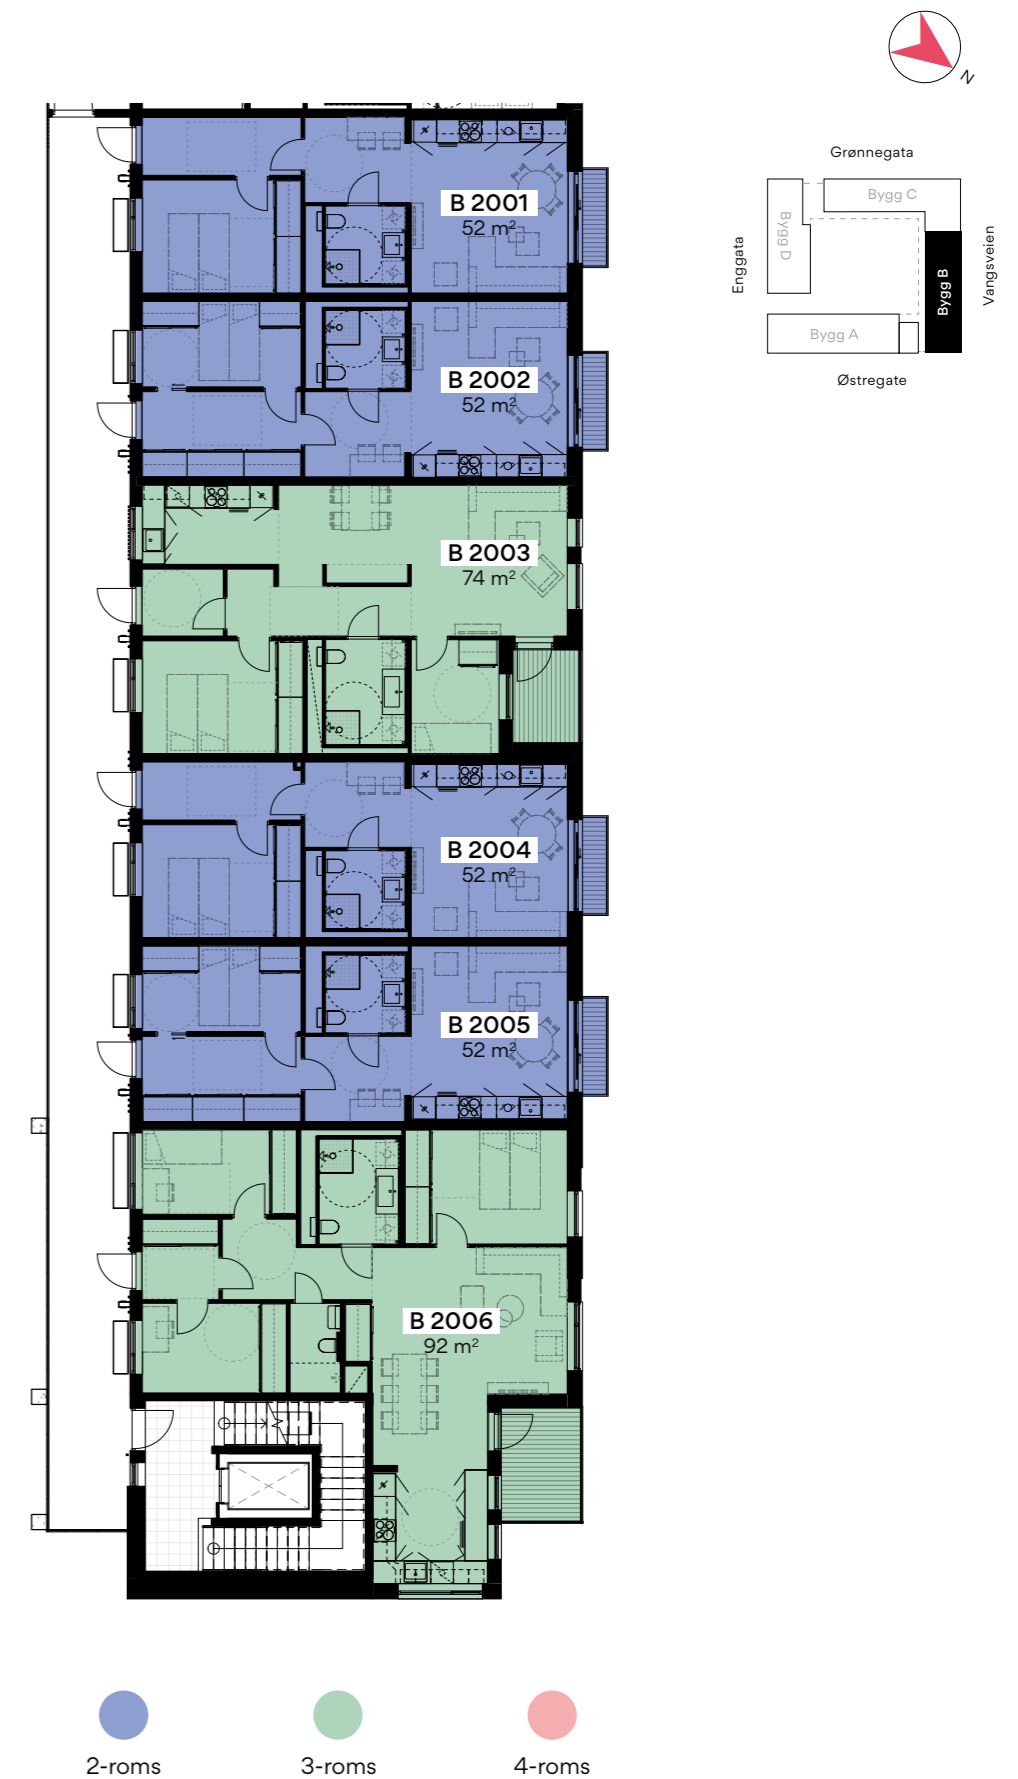 N
Grønnegata
Bygg C
Bygg D
Enggata
Bygg B
Vangsveien
Bygg A
Østregate
B 2001
52 m²
B 2002
52 m²
B 2003
74 m²
B 2004
52 m²
B 2005
52 m²
B 2006
92 m²
2-roms
3-roms
4-roms